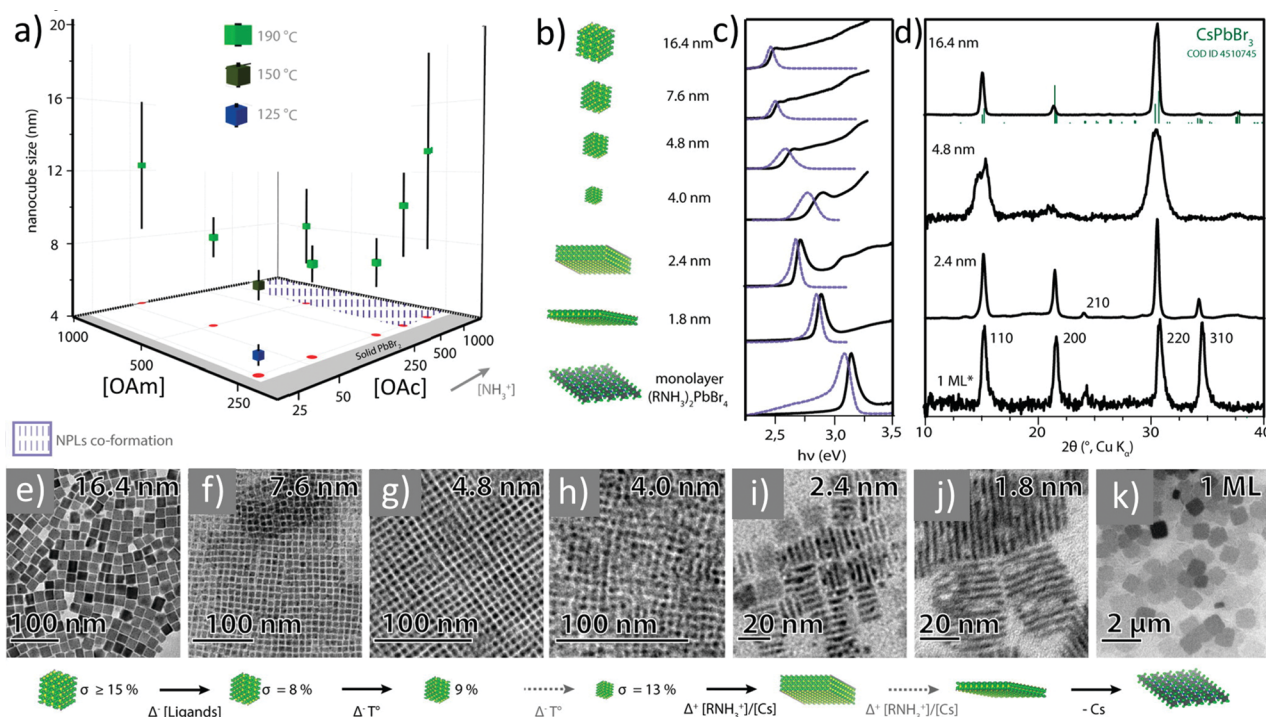 a)
20
16
12
8
4
nanocube size (nm)
190 °C
150 °C
125 °C
1000
500
250
[OAm]
Solid PbBr2
25
50
250
500
1000
[OAc]
[NH3+]
NPLs co-formation
b)
16.4 nm
7.6 nm
4.8 nm
4.0 nm
2.4 nm
1.8 nm
monolayer
(RNH3)2PbBr4
c)
2,5
3
3,5
hν (eV)
d)
16.4 nm
CsPbBr3
COD ID 4510745
4.8 nm
2.4 nm
210
110
200
220
310
1 ML*
10
20
30
40
2θ (°, Cu Kα)
e)
16.4 nm
100 nm
f)
7.6 nm
100 nm
g)
4.8 nm
100 nm
h)
4.0 nm
100 nm
i)
2.4 nm
20 nm
j)
1.8 nm
20 nm
k)
1 ML
2 µm
σ ≥ 15 %
Δ- [Ligands]
σ = 8 %
Δ- T°
9 %
Δ- T°
σ = 13 %
Δ+ [RNH3+]/[Cs]
Δ+ [RNH3+]/[Cs]
- Cs